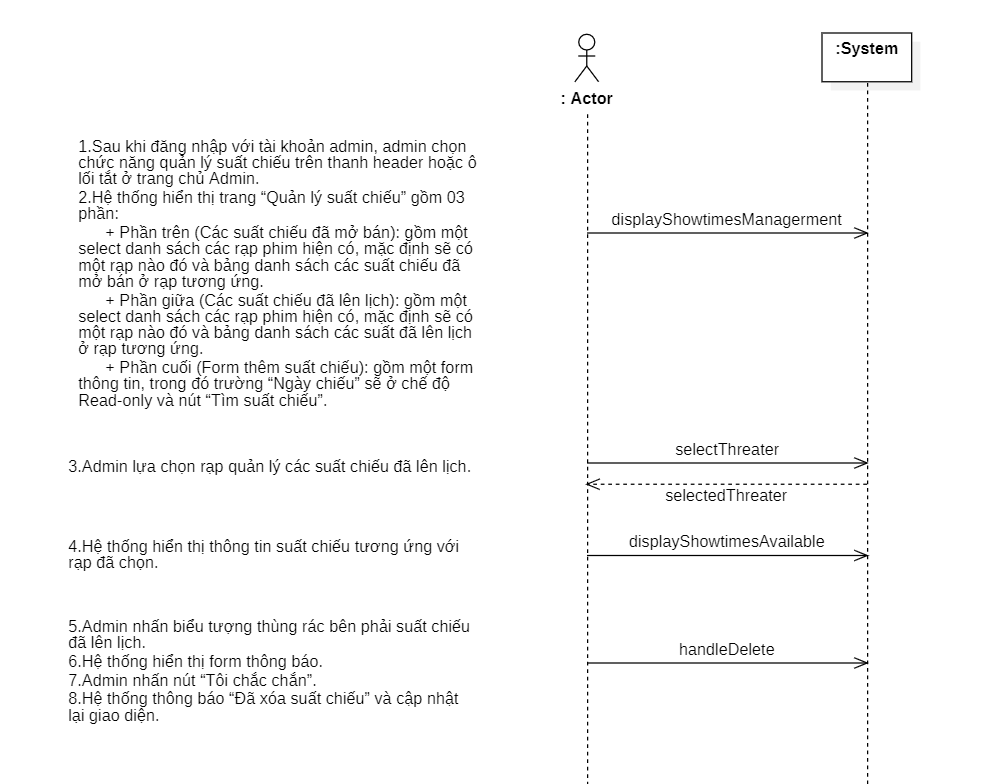 :System
: Actor
1.Sau khi đăng nhập với tài khoản admin, admin chọn
chức năng quản lý suất chiếu trên thanh header hoặc ô
lối tắt ở trang chủ Admin.
2.Hệ thống hiển thị trang “Quản lý suất chiếu” gồm 03
phần:
+ Phần trên (Các suất chiếu đã mở bán): gồm một
select danh sách các rạp phim hiện có, mặc định sẽ có
một rạp nào đó và bảng danh sách các suất chiếu đã
mở bán ở rạp tương ứng.
+ Phần giữa (Các suất chiếu đã lên lịch): gồm một
select danh sách các rạp phim hiện có, mặc định sẽ có
một rạp nào đó và bảng danh sách các suất đã lên lịch
ở rạp tương ứng.
+ Phần cuối (Form thêm suất chiếu): gồm một form
thông tin, trong đó trường “Ngày chiếu” sẽ ở chế độ
Read-only và nút “Tìm suất chiếu”.
displayShowtimesManagerment
3.Admin lựa chọn rạp quản lý các suất chiếu đã lên lịch.
selectThreater
selectedThreater
4.Hệ thống hiển thị thông tin suất chiếu tương ứng với
rạp đã chọn.
displayShowtimesAvailable
5.Admin nhấn biểu tượng thùng rác bên phải suất chiếu
đã lên lịch.
6.Hệ thống hiển thị form thông báo.
7.Admin nhấn nút “Tôi chắc chắn”.
8.Hệ thống thông báo “Đã xóa suất chiếu” và cập nhật
lại giao diện.
handleDelete